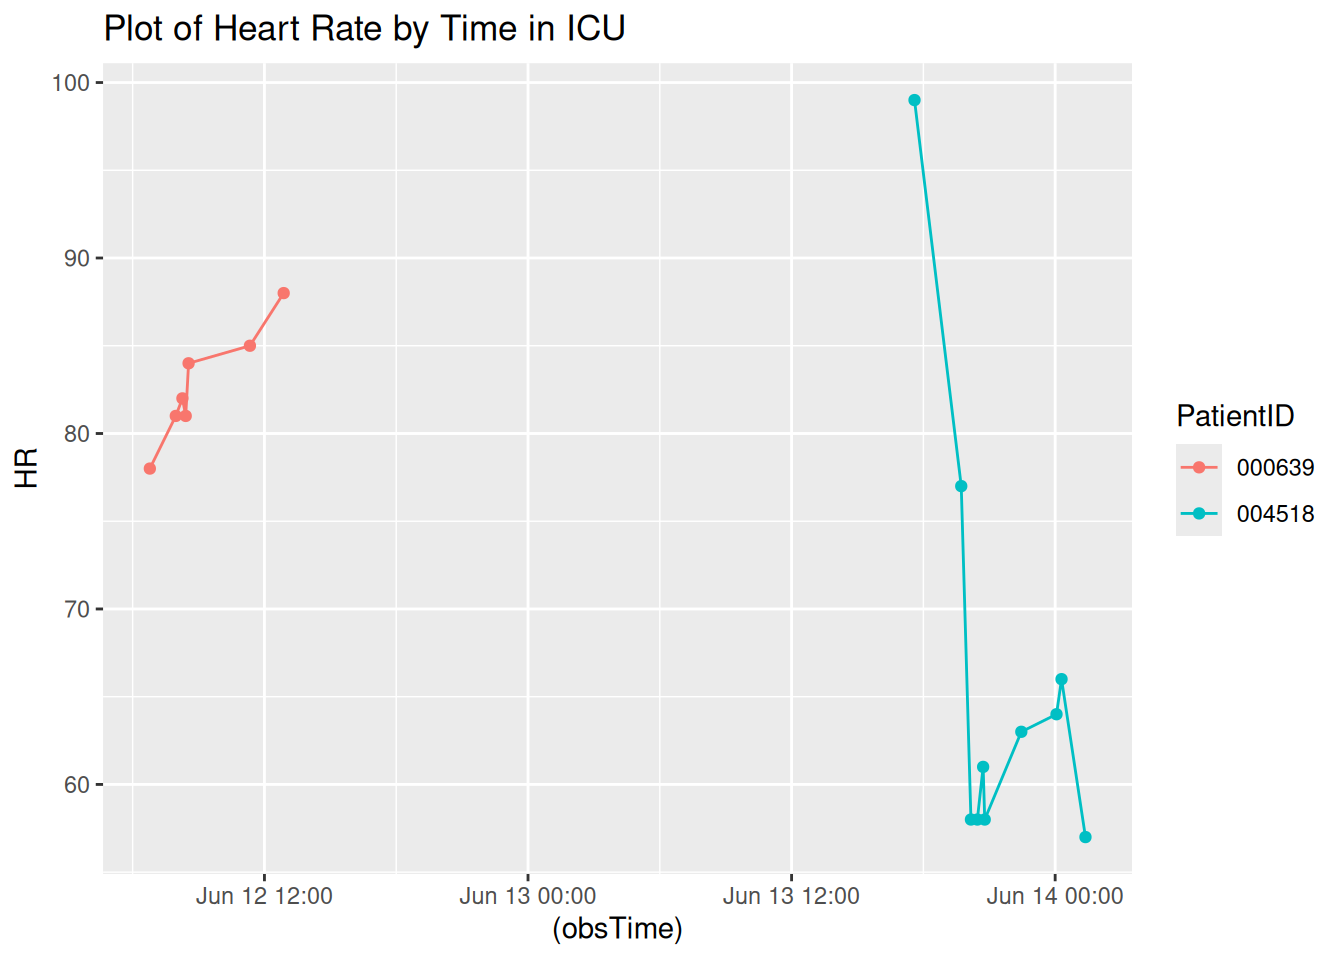 Plot of Heart Rate by Time in ICU
100
90
80
70
60
HR
Jun 12 12:00
Jun 13 00:00
Jun 13 12:00
Jun 14 00:00
(obsTime)
PatientID
000639
004518